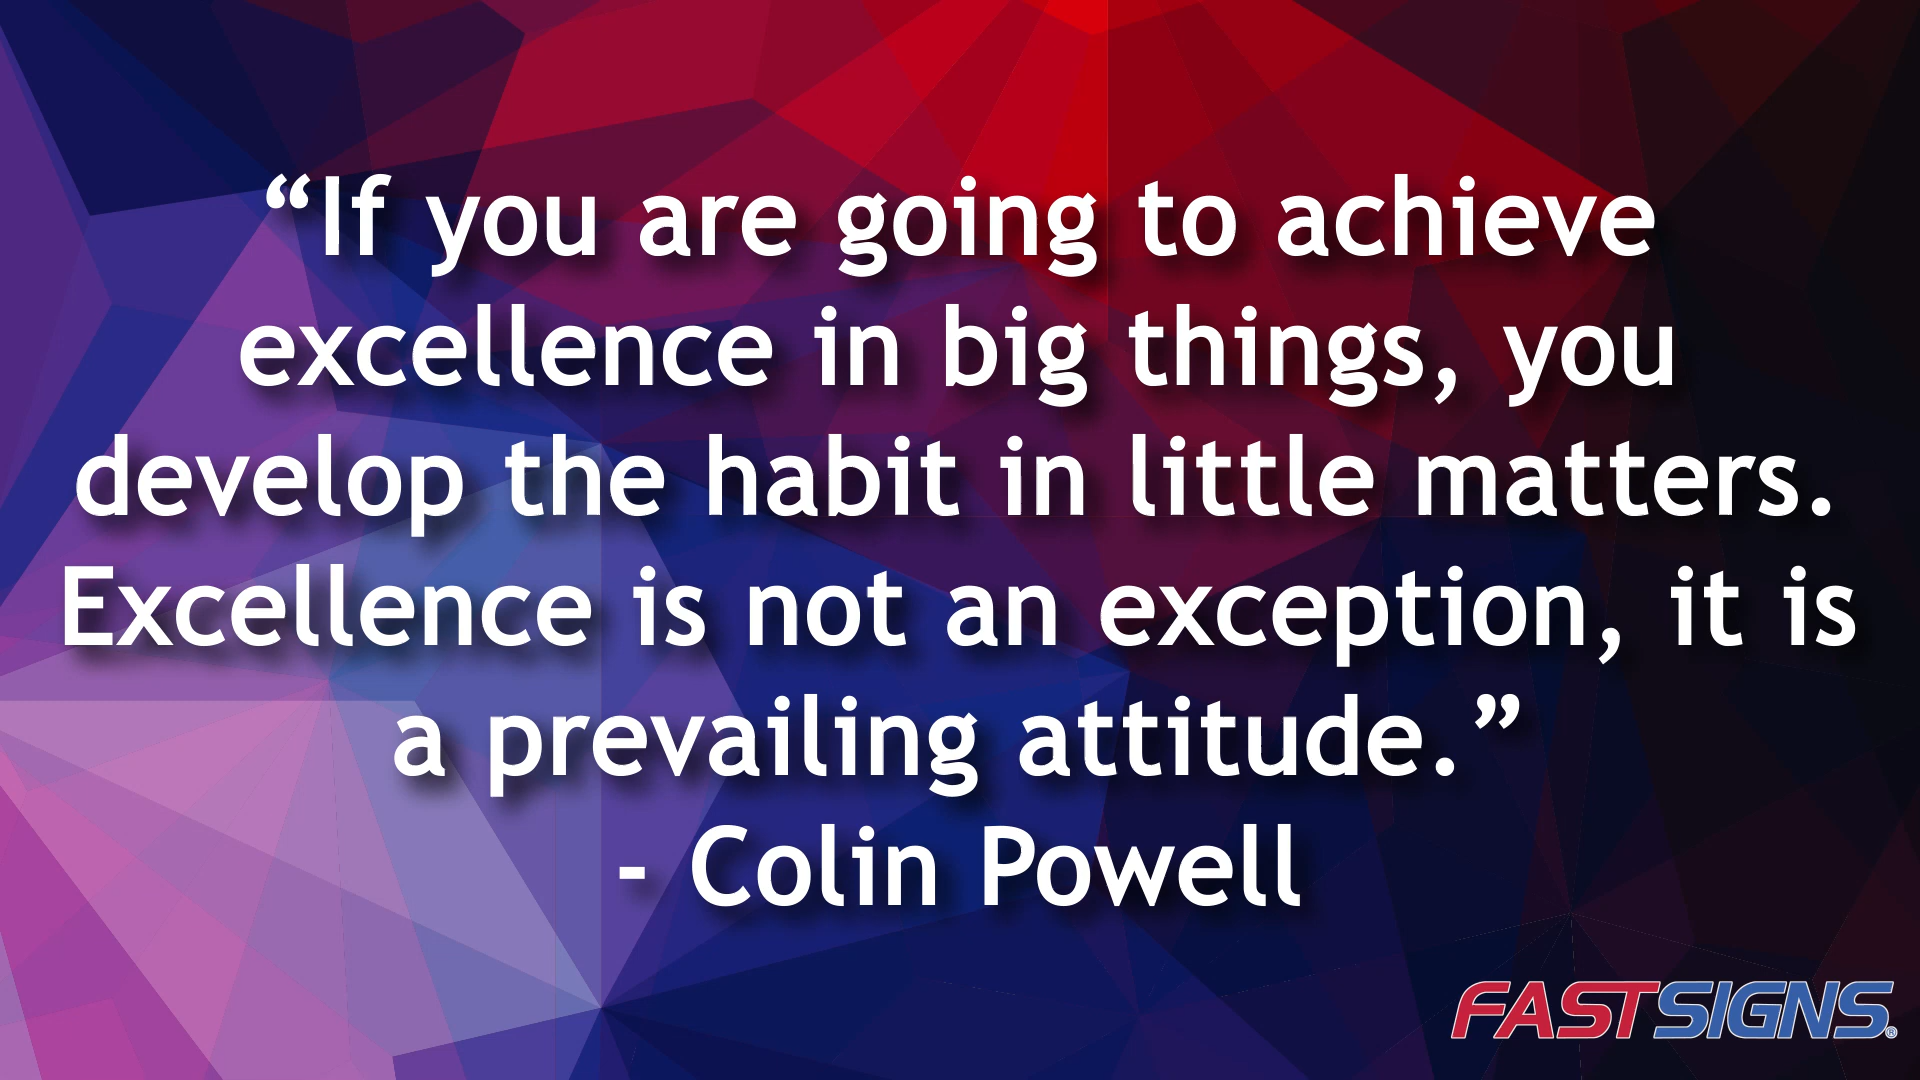 “If you are going to achieve
excellence in big things, you
develop the habit in little matters.
Excellence is not an exception, it is
a prevailing attitude.”
- Colin Powell
FASTSIGNS®